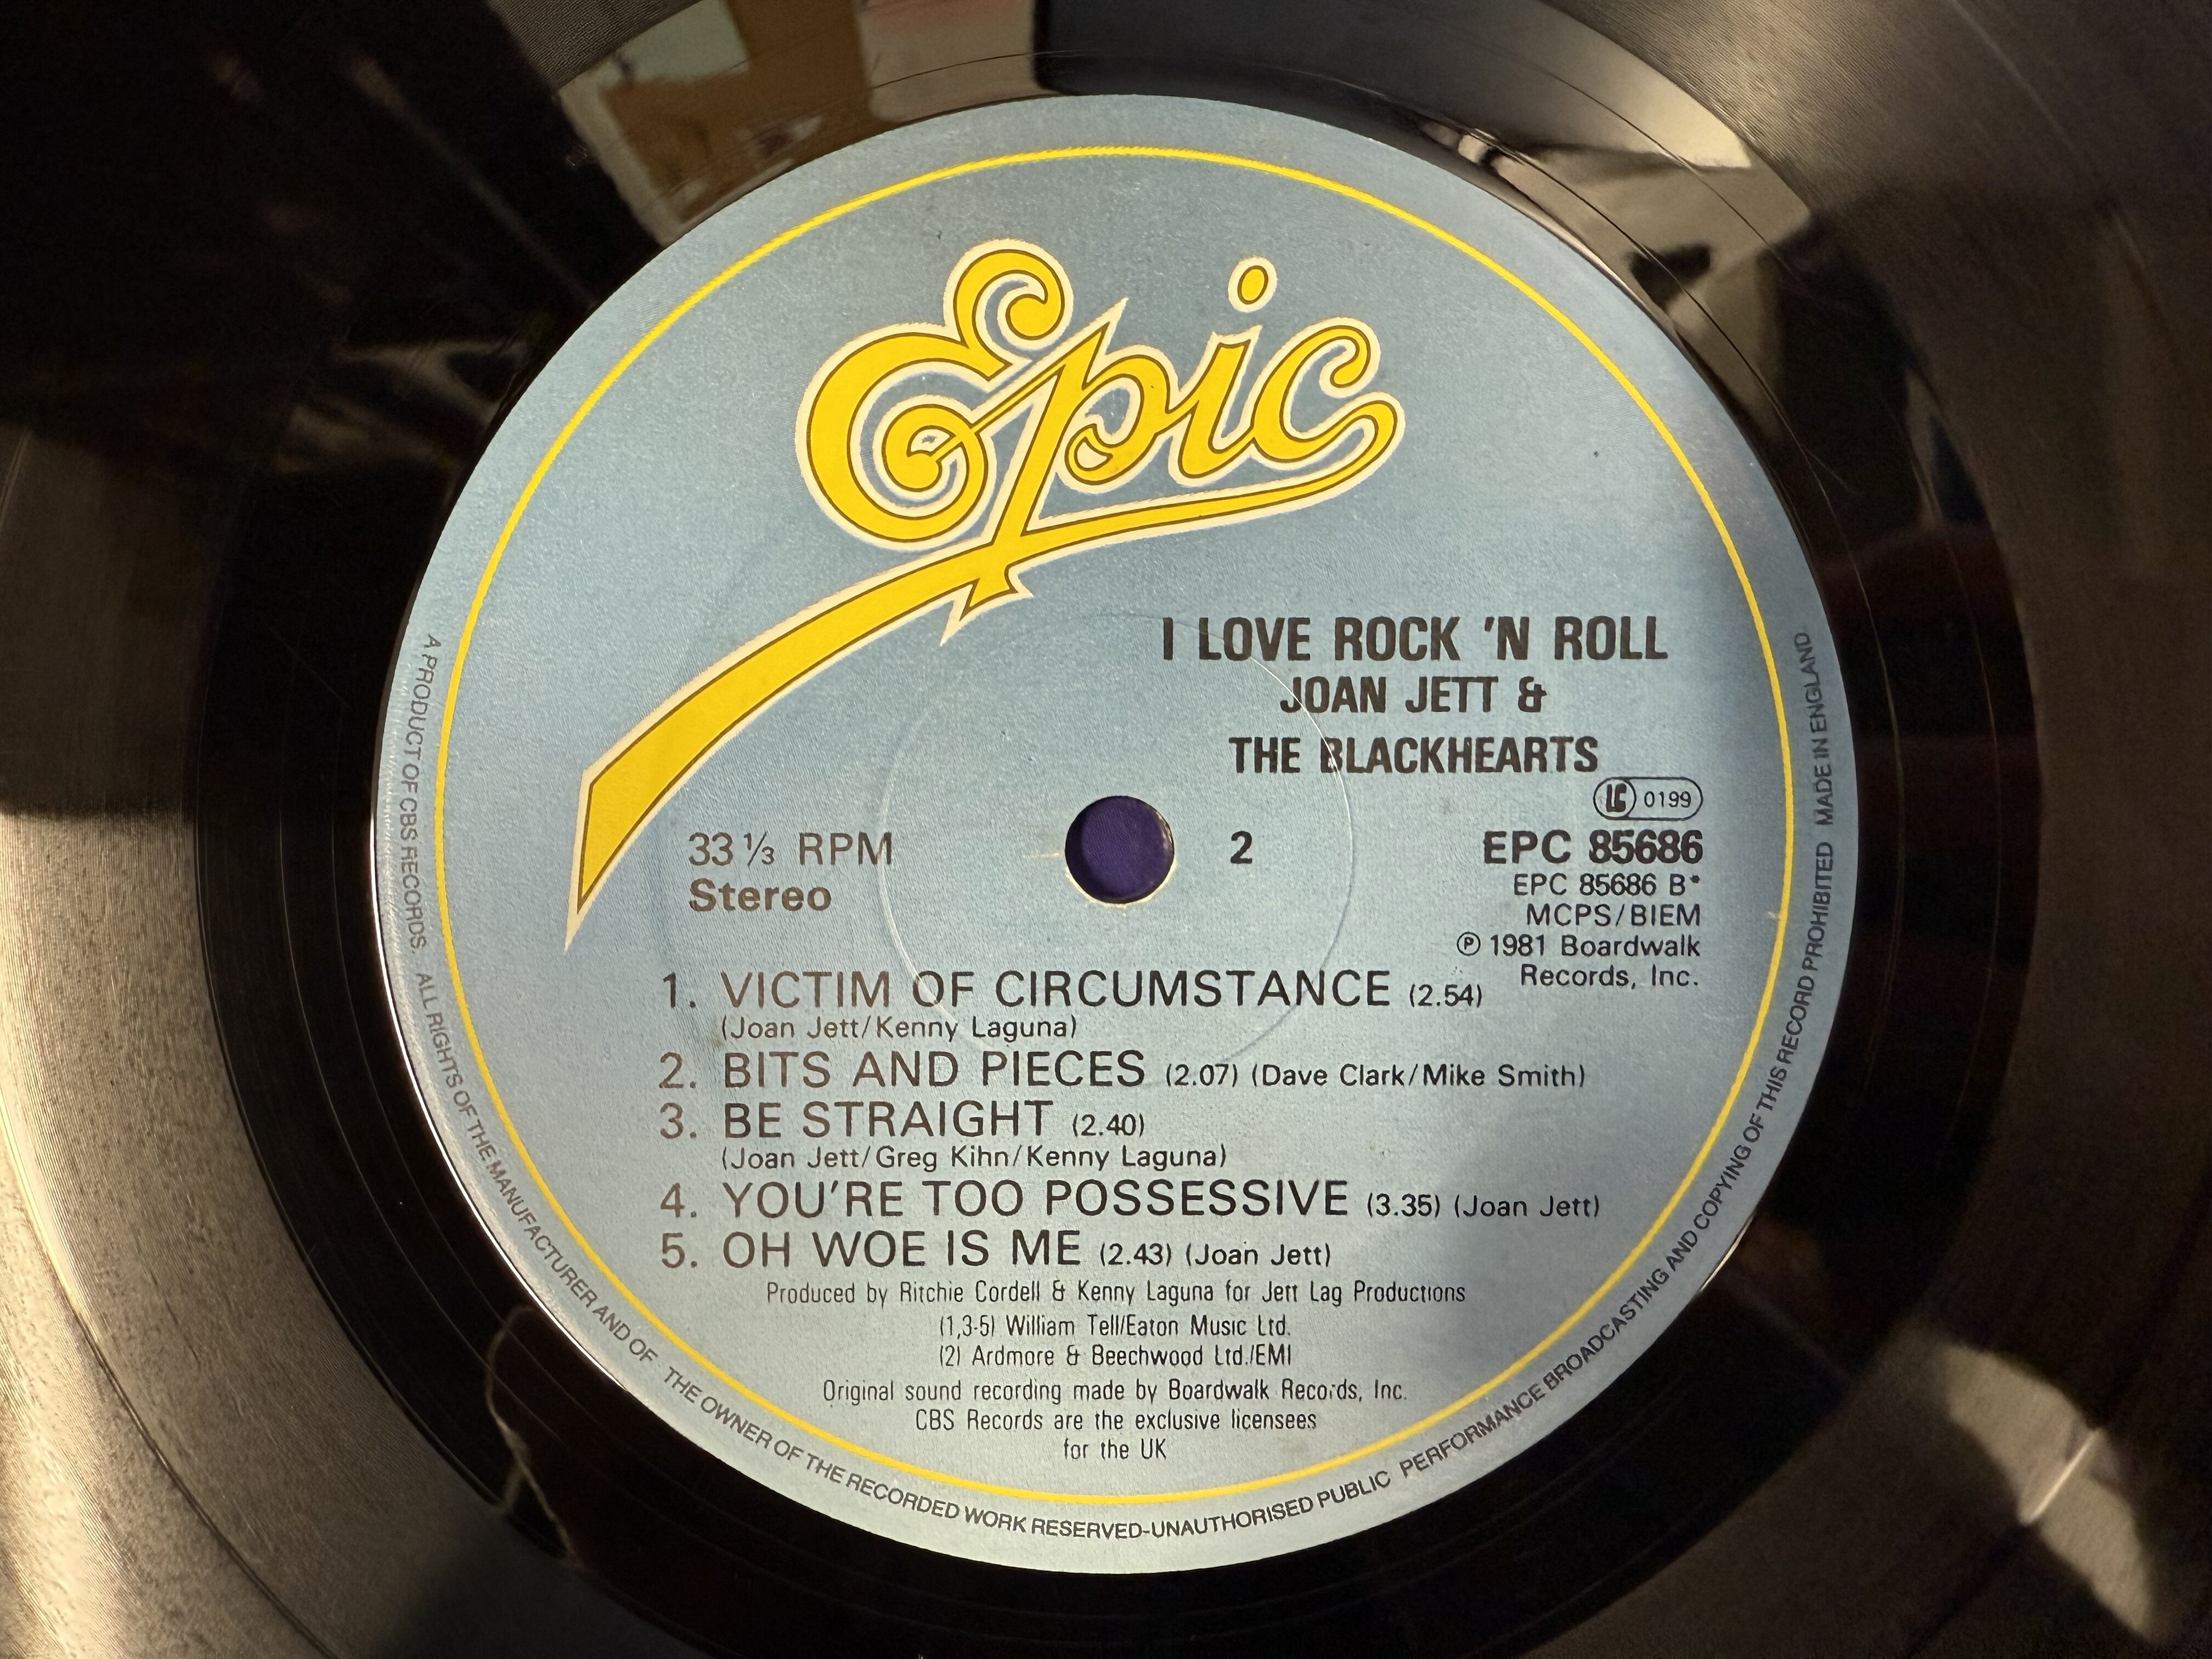 Epic
I LOVE ROCK 'N ROLL
JOAN JETT &
THE BLACKHEARTS
LC 0199
33 ⅓ RPM
Stereo
2
EPC 85686
EPC 85686 B*
MCPS/BIEM
℗ 1981 Boardwalk
Records, Inc.
1. VICTIM OF CIRCUMSTANCE (2.54)
(Joan Jett/Kenny Laguna)
2. BITS AND PIECES (2.07) (Dave Clark/Mike Smith)
3. BE STRAIGHT (2.40)
(Joan Jett/Greg Kihn/Kenny Laguna)
4. YOU'RE TOO POSSESSIVE (3.35) (Joan Jett)
5. OH WOE IS ME (2.43) (Joan Jett)
Produced by Ritchie Cordell & Kenny Laguna for Jett Lag Productions
(1,3-5) William Tell/Eaton Music Ltd.
(2) Ardmore & Beechwood Ltd./EMI
Original sound recording made by Boardwalk Records, Inc.
CBS Records are the exclusive licensees
for the UK
A PRODUCT OF CBS RECORDS. ALL RIGHTS OF THE MANUFACTURER AND OF THE OWNER OF THE RECORDED WORK RESERVED-UNAUTHORISED PUBLIC PERFORMANCE BROADCASTING AND COPYING OF THIS RECORD PROHIBITED MADE IN ENGLAND.